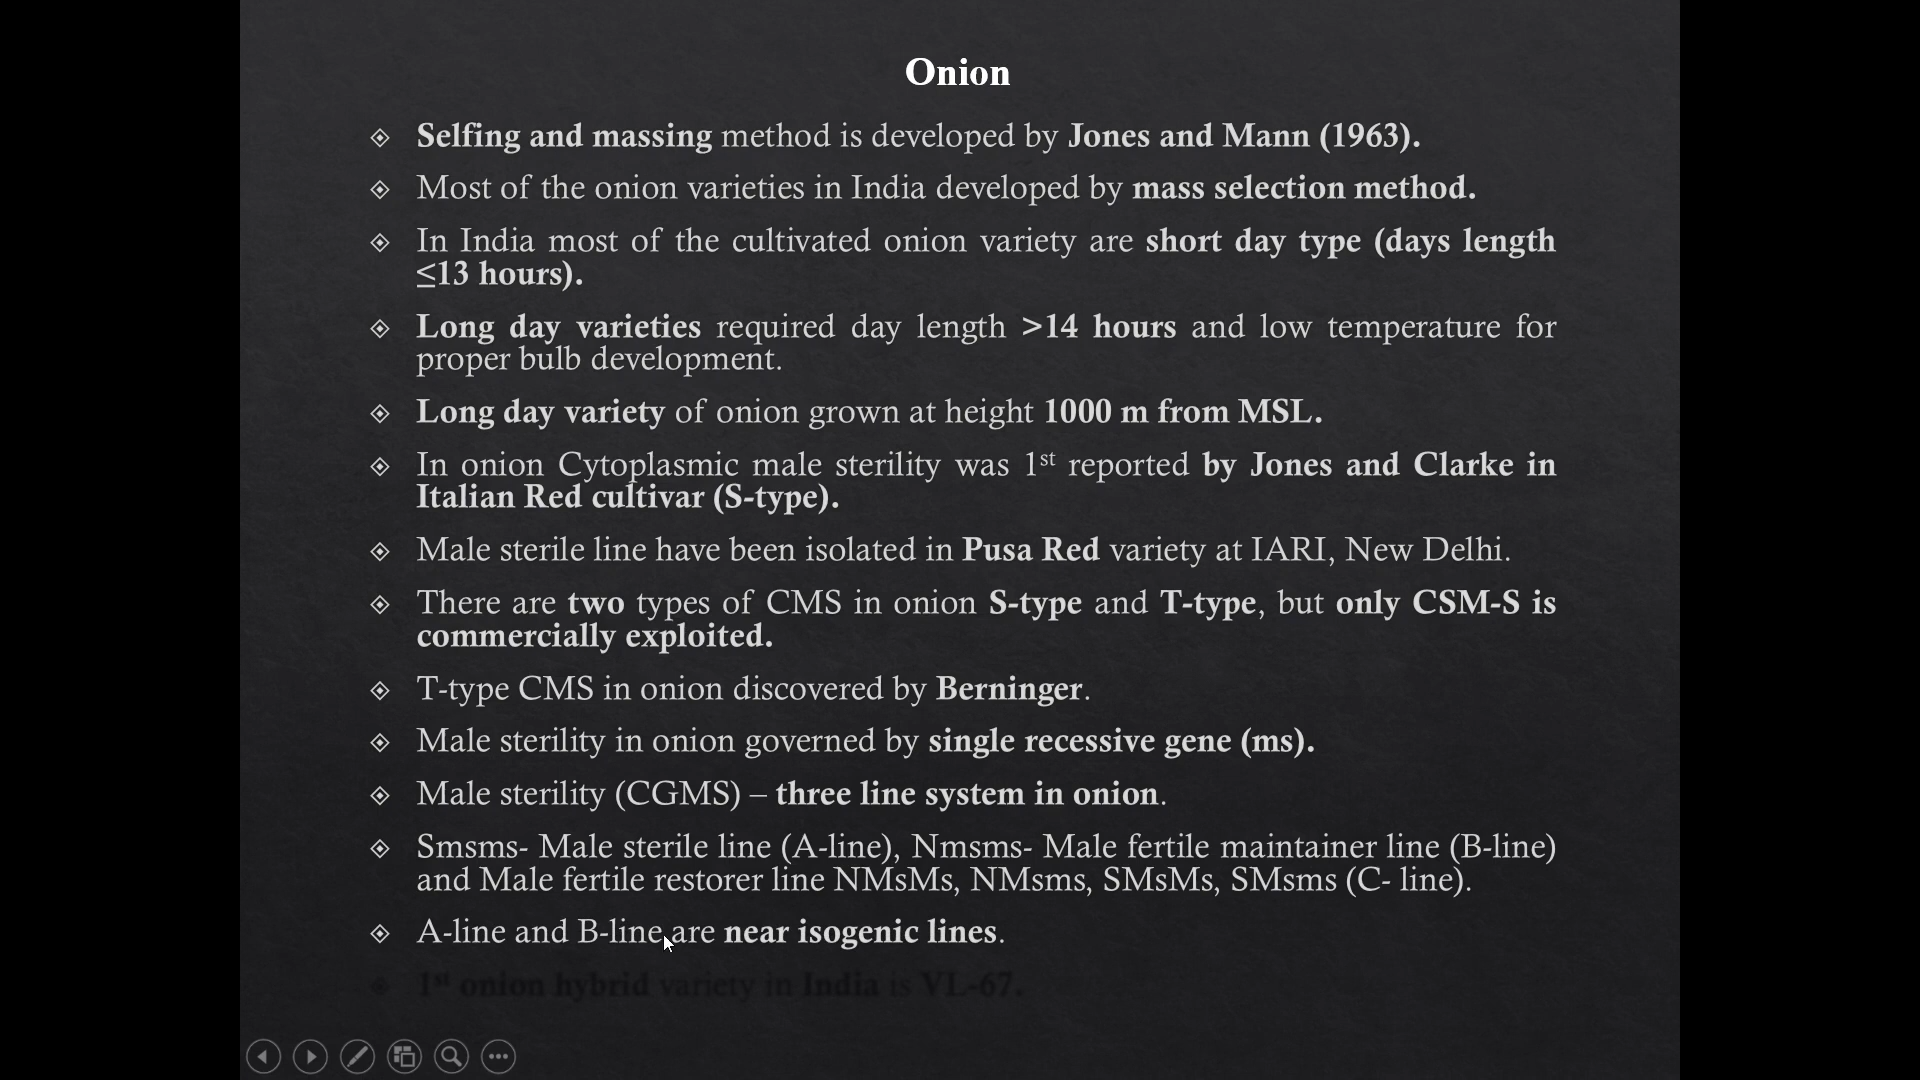 Onion
Selfing and massing method is developed by Jones and Mann (1963).
Most of the onion varieties in India developed by mass selection method.
In India most of the cultivated onion variety are short day type (days length
≤13 hours).
Long day varieties required day length >14 hours and low temperature for
proper bulb development.
Long day variety of onion grown at height 1000 m from MSL.
In onion Cytoplasmic male sterility was 1st reported by Jones and Clarke in
Italian Red cultivar (S-type).
Male sterile line have been isolated in Pusa Red variety at IARI, New Delhi.
There are two types of CMS in onion S-type and T-type, but only CSM-S is
commercially exploited.
T-type CMS in onion discovered by Berninger.
Male sterility in onion governed by single recessive gene (ms).
Male sterility (CGMS) – three line system in onion.
Smsms- Male sterile line (A-line), Nmsms- Male fertile maintainer line (B-line)
and Male fertile restorer line NMsMs, NMsms, SMsMs, SMsms (C- line).
A-line and B-line are near isogenic lines.
1st onion hybrid variety in India is VL-67.